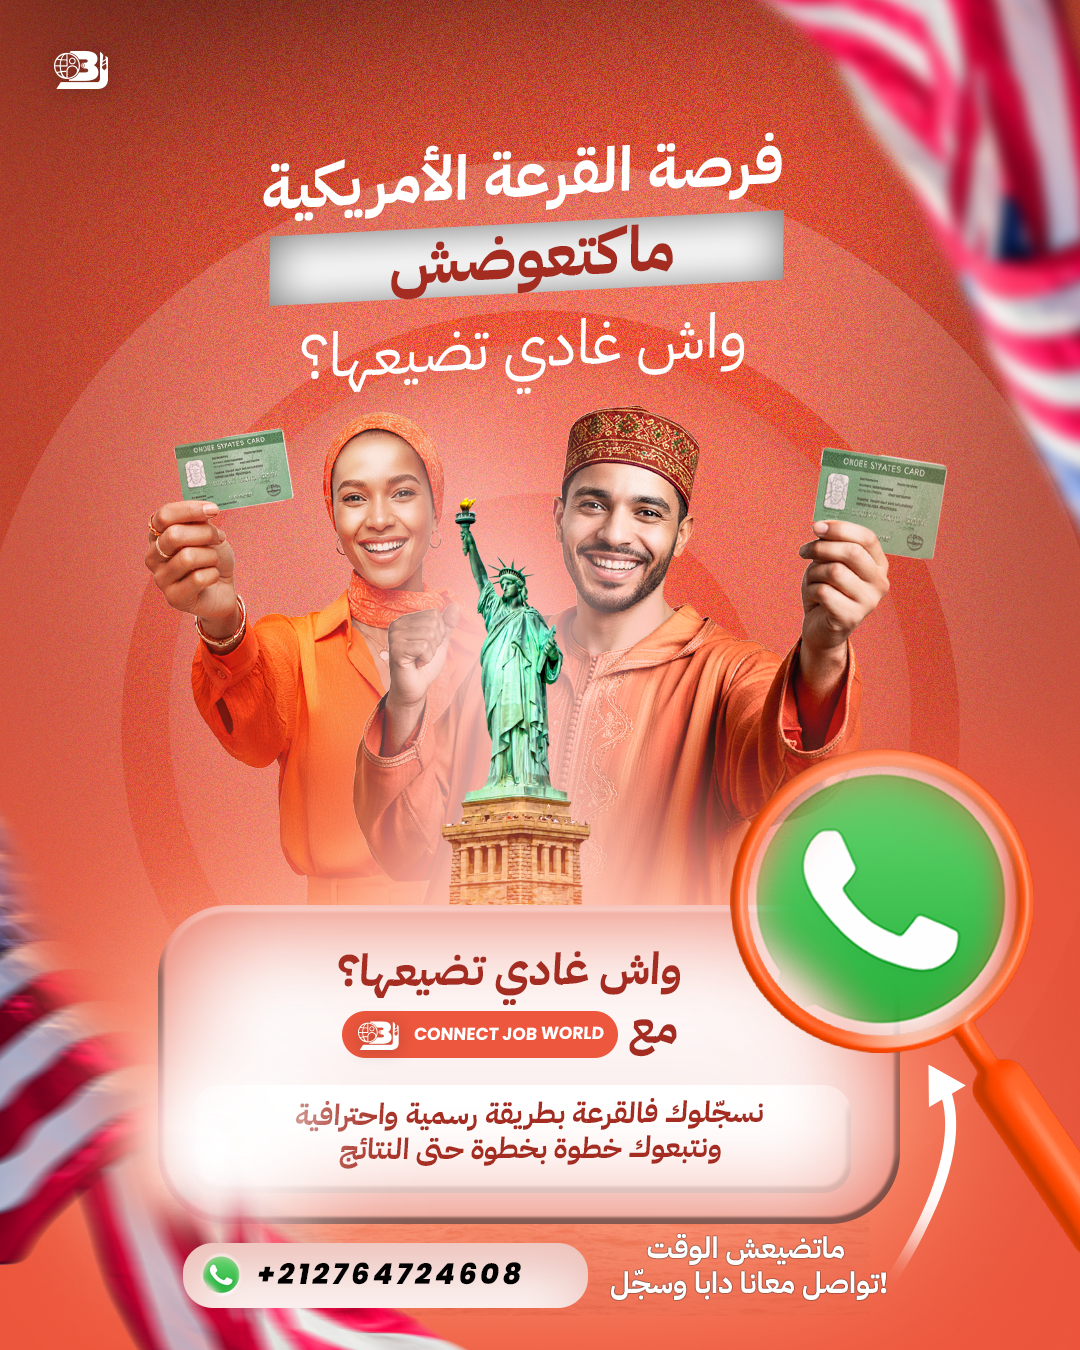 فرصة القرعة الأمريكية
ماكتعوضش
واش غادي تضيعها؟
ONDEE SYPATES CARD
ONDEE SYATES CARD
واش غادي تضيعها؟
مع CONNECT JOB WORLD
نسجّلوك فالقرعة بطريقة رسمية واحترافية
ونتبعوك خطوة بخطوة حتى النتائج
ماتضيعش الوقت
تواصل معانا دابا وسجّل!
+212764724608